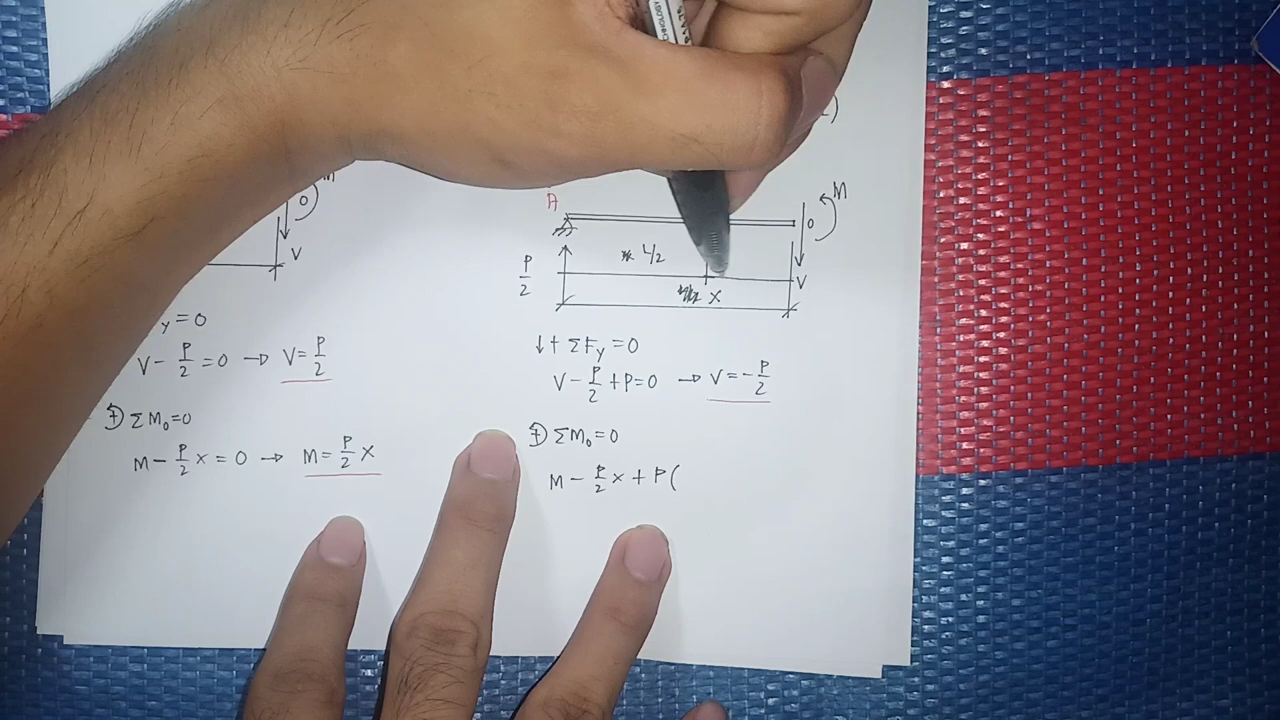 M
O
V
y = 0
V - P/2 = 0 → V = P/2
+ ΣM₀ = 0
M - P/2 x = 0 → M = P/2 x
)
A
M
O
L/2
P/2
V
x
↓+ ΣFy = 0
V - P/2 + P = 0 → V = -P/2
+ ΣM₀ = 0
M - P/2 x + P(